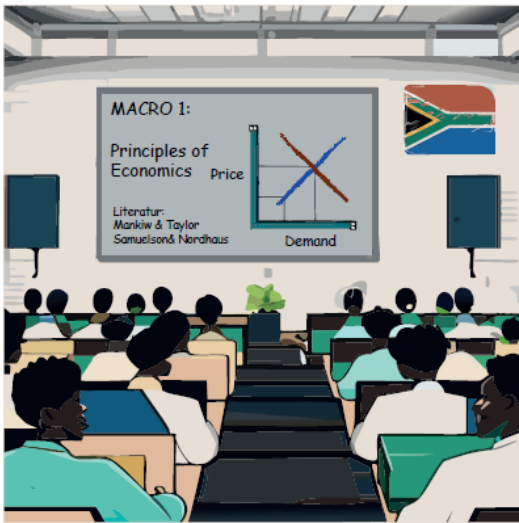 MACRO 1:
Principles of
Economics
Price
Literatur:
Mankiw & Taylor
Samuelson& Nordhaus
Demand